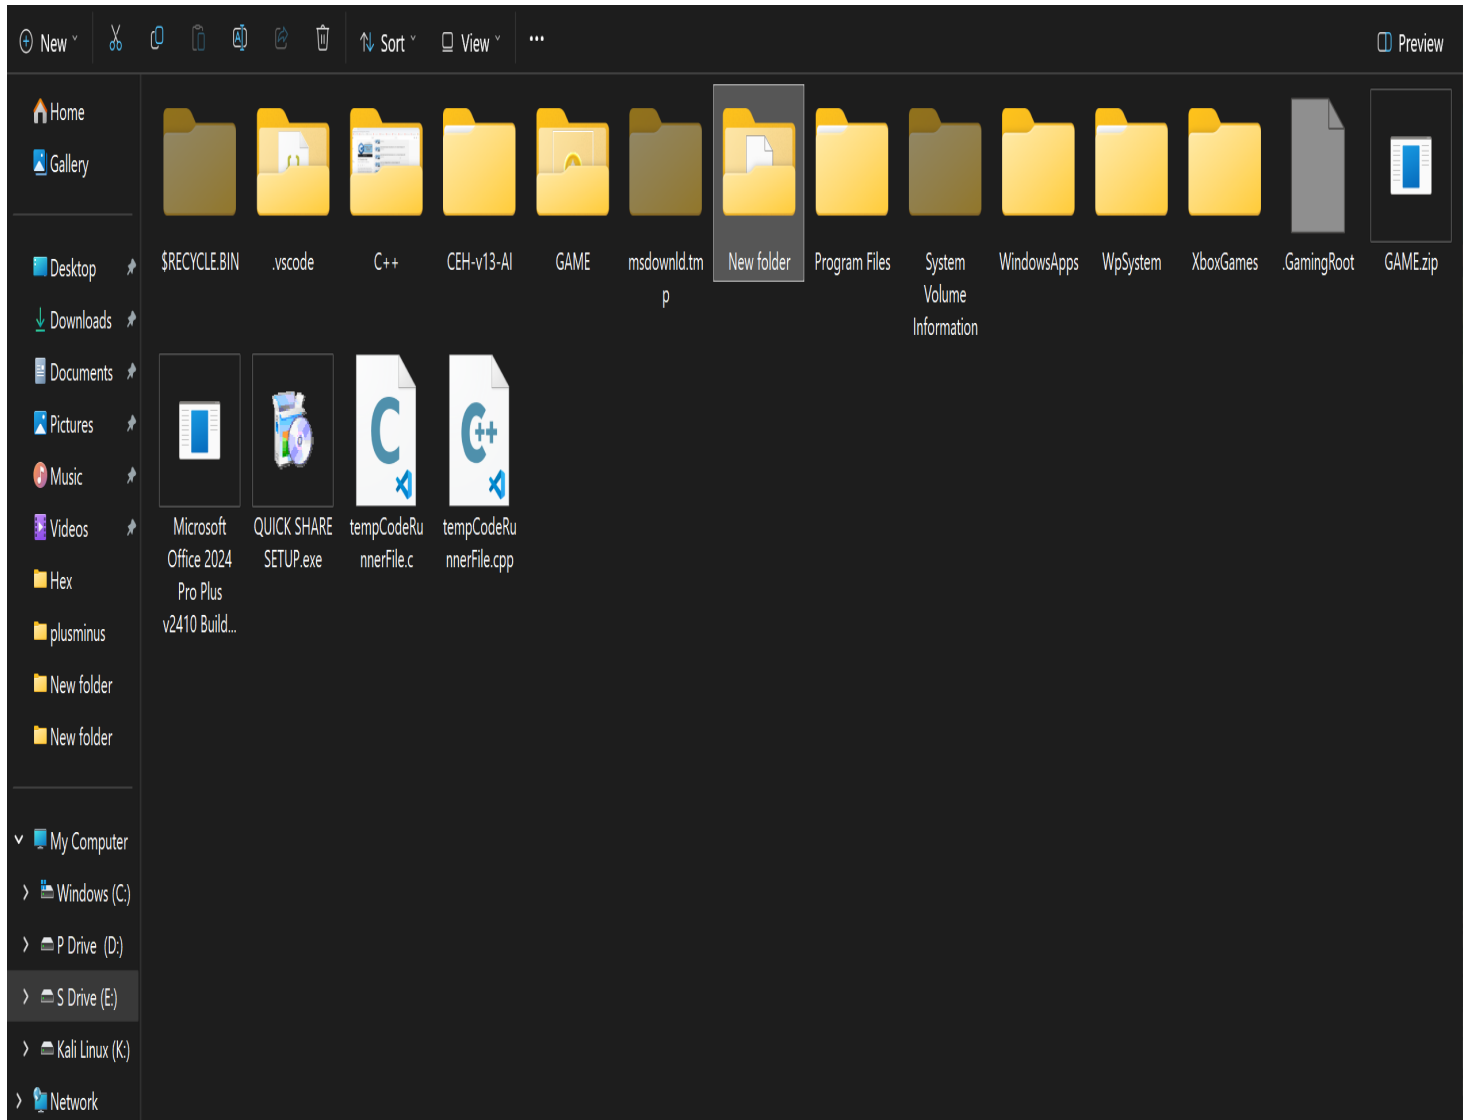 New
Sort
View
Preview
Home
Gallery
Desktop
Downloads
Documents
Pictures
Music
Videos
Hex
plusminus
New folder
New folder
My Computer
Windows (C:)
P Drive (D:)
S Drive (E:)
Kali Linux (K:)
Network
$RECYCLE.BIN
.vscode
C++
CEH-v13-AI
GAME
msdownld.tm
p
New folder
Program Files
System
Volume
Information
WindowsApps
WpSystem
XboxGames
.GamingRoot
GAME.zip
Microsoft
Office 2024
Pro Plus
v2410 Build...
QUICK SHARE
SETUP.exe
C
tempCodeRu
nnerFile.c
C++
tempCodeRu
nnerFile.cpp